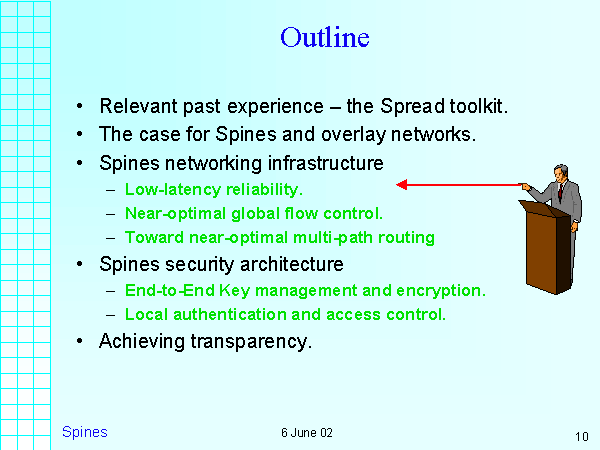 Outline
• Relevant past experience – the Spread toolkit.
• The case for Spines and overlay networks.
• Spines networking infrastructure
– Low-latency reliability.
– Near-optimal global flow control.
– Toward near-optimal multi-path routing
• Spines security architecture
– End-to-End Key management and encryption.
– Local authentication and access control.
• Achieving transparency.
Spines
6 June 02
10